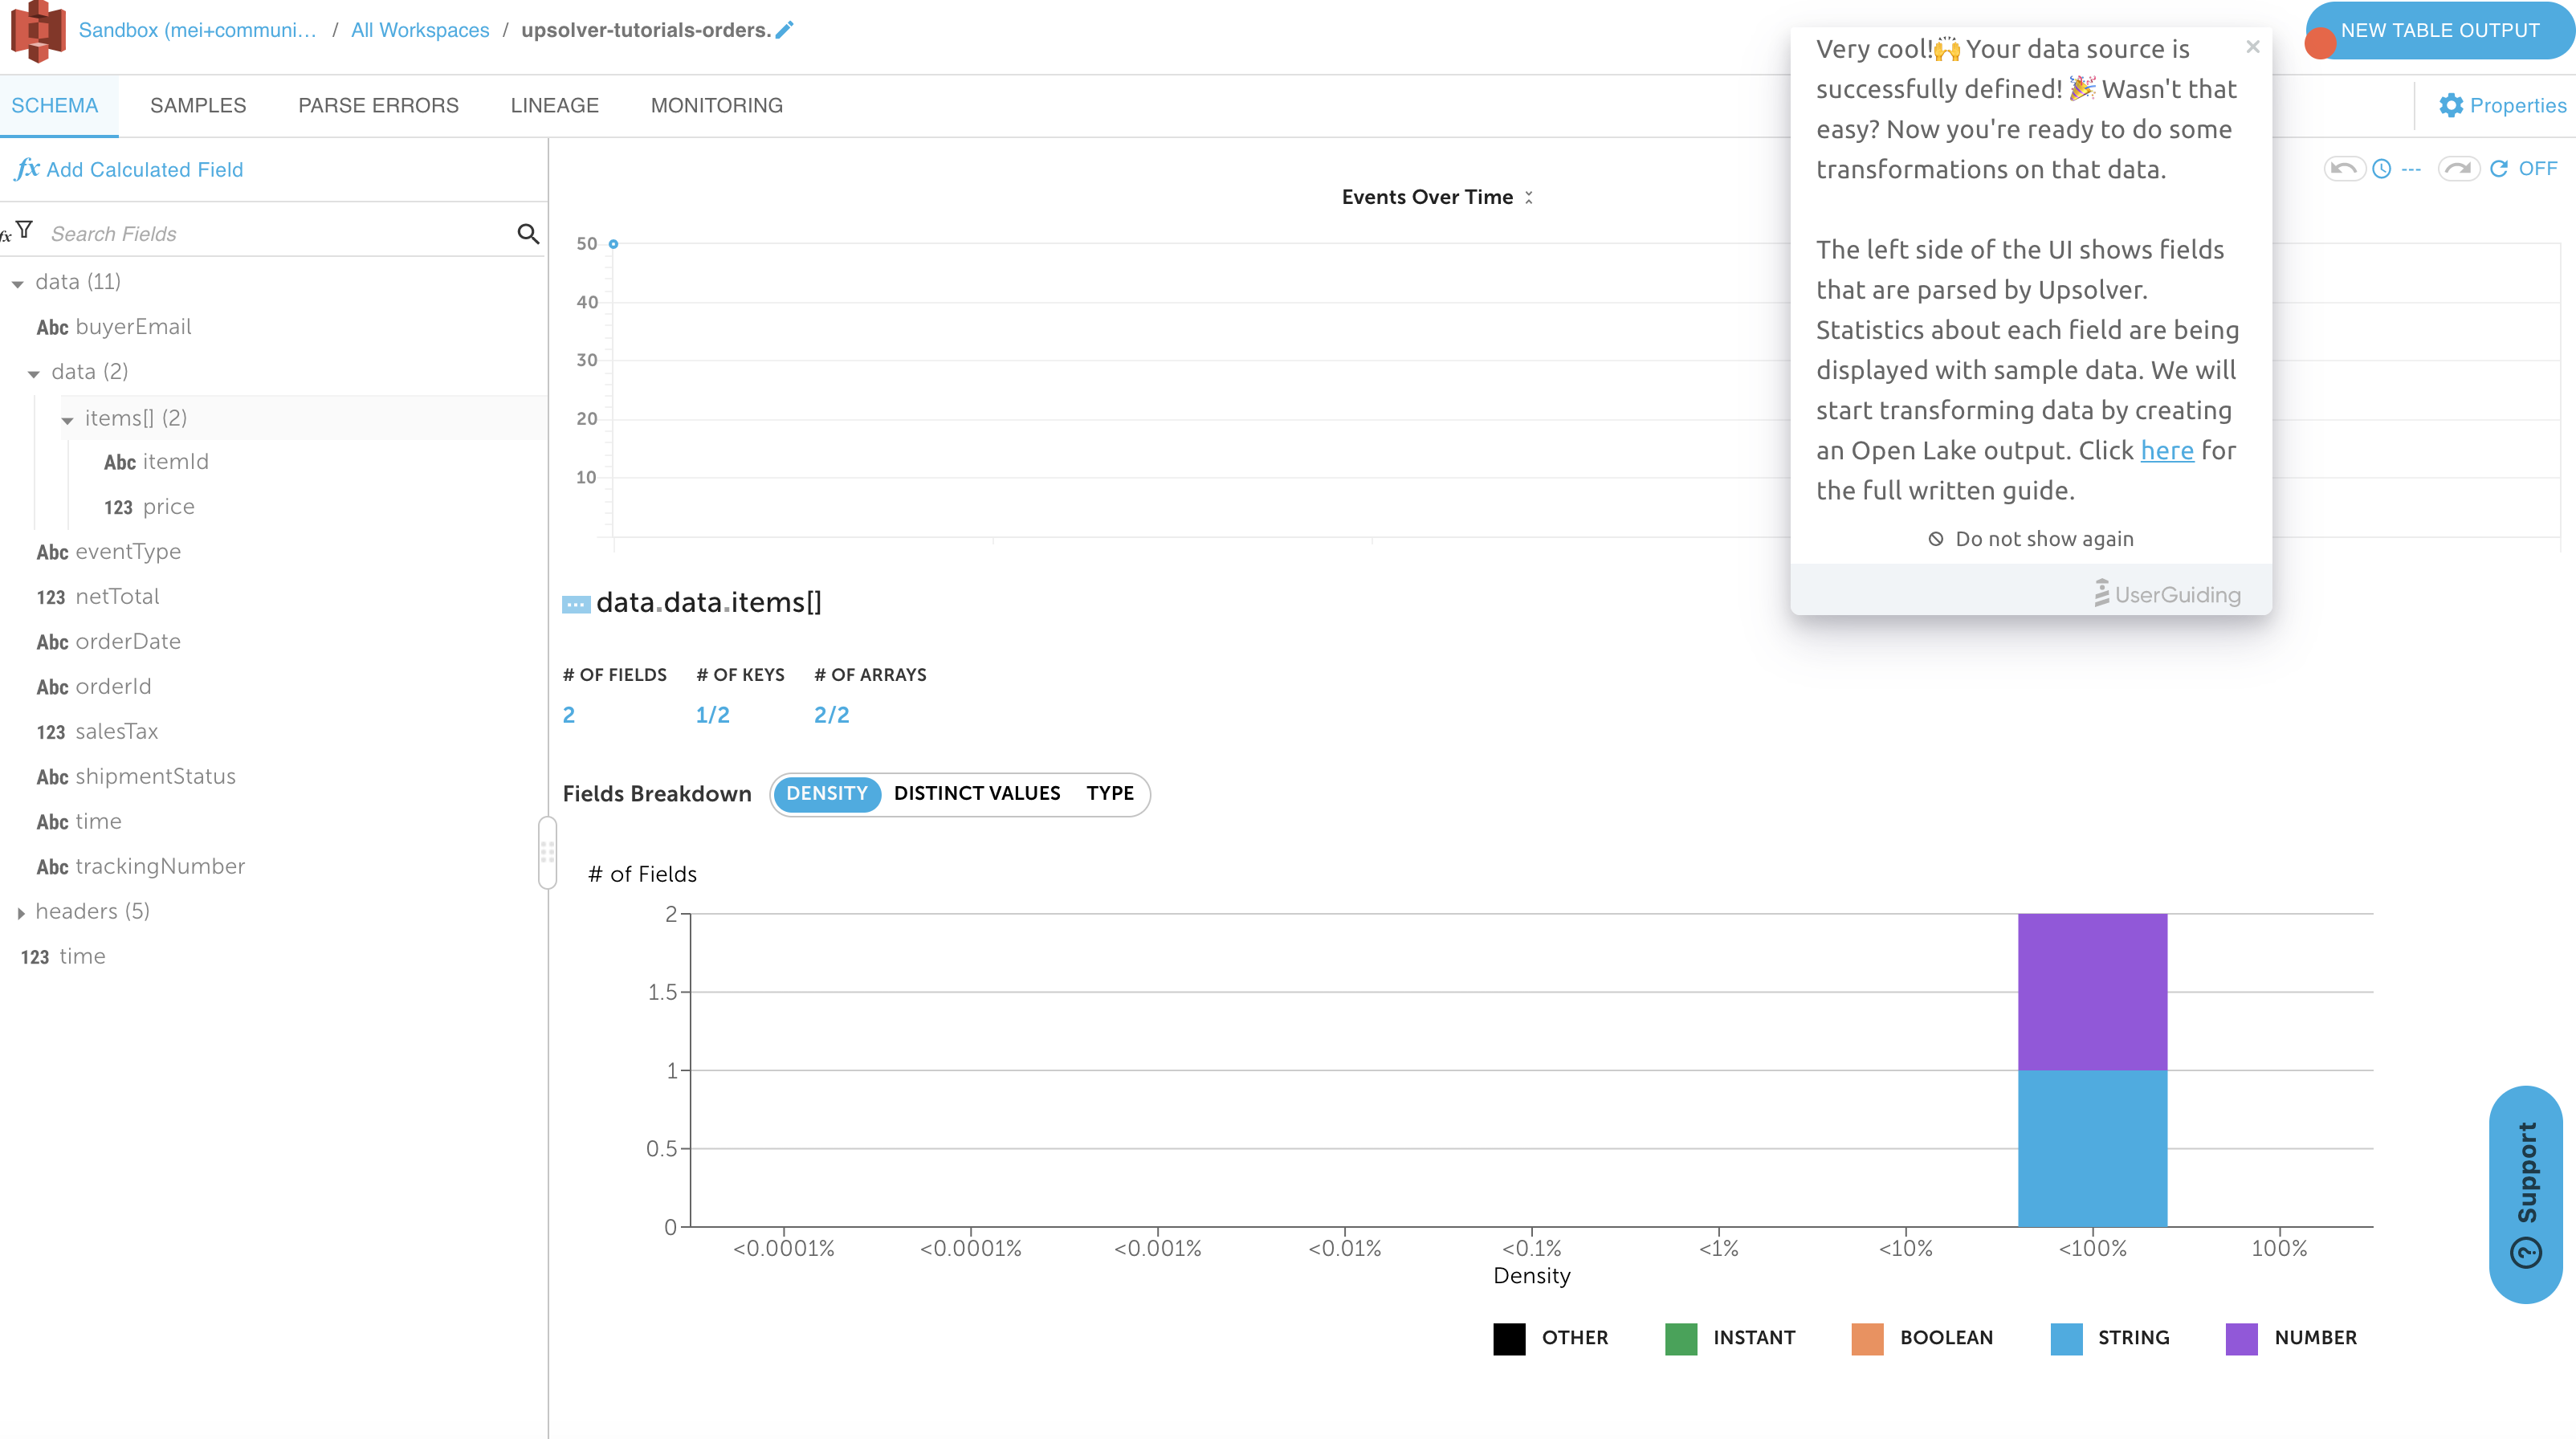 Sandbox (mei+communi... / All Workspaces / upsolver-tutorials-orders.
NEW TABLE OUTPUT
SCHEMA SAMPLES PARSE ERRORS LINEAGE MONITORING
Properties
fx Add Calculated Field
fx Search Fields
data (11)
Abc buyerEmail
data (2)
items[] (2)
Abc itemId
123 price
Abc eventType
123 netTotal
Abc orderDate
Abc orderId
123 salesTax
Abc shipmentStatus
Abc time
Abc trackingNumber
headers (5)
123 time
--- OFF
Events Over Time
50
40
30
20
10
Very cool!🙌 Your data source is
successfully defined! 🎉 Wasn't that
easy? Now you're ready to do some
transformations on that data.
The left side of the UI shows fields
that are parsed by Upsolver.
Statistics about each field are being
displayed with sample data. We will
start transforming data by creating
an Open Lake output. Click here for
the full written guide.
Do not show again
UserGuiding
data.data.items[]
# OF FIELDS # OF KEYS # OF ARRAYS
2 1/2 2/2
Fields Breakdown DENSITY DISTINCT VALUES TYPE
# of Fields
2
1.5
1
0.5
0
<0.0001% <0.0001% <0.001% <0.01% <0.1% <1% <10% <100% 100%
Density
OTHER INSTANT BOOLEAN STRING NUMBER
Support